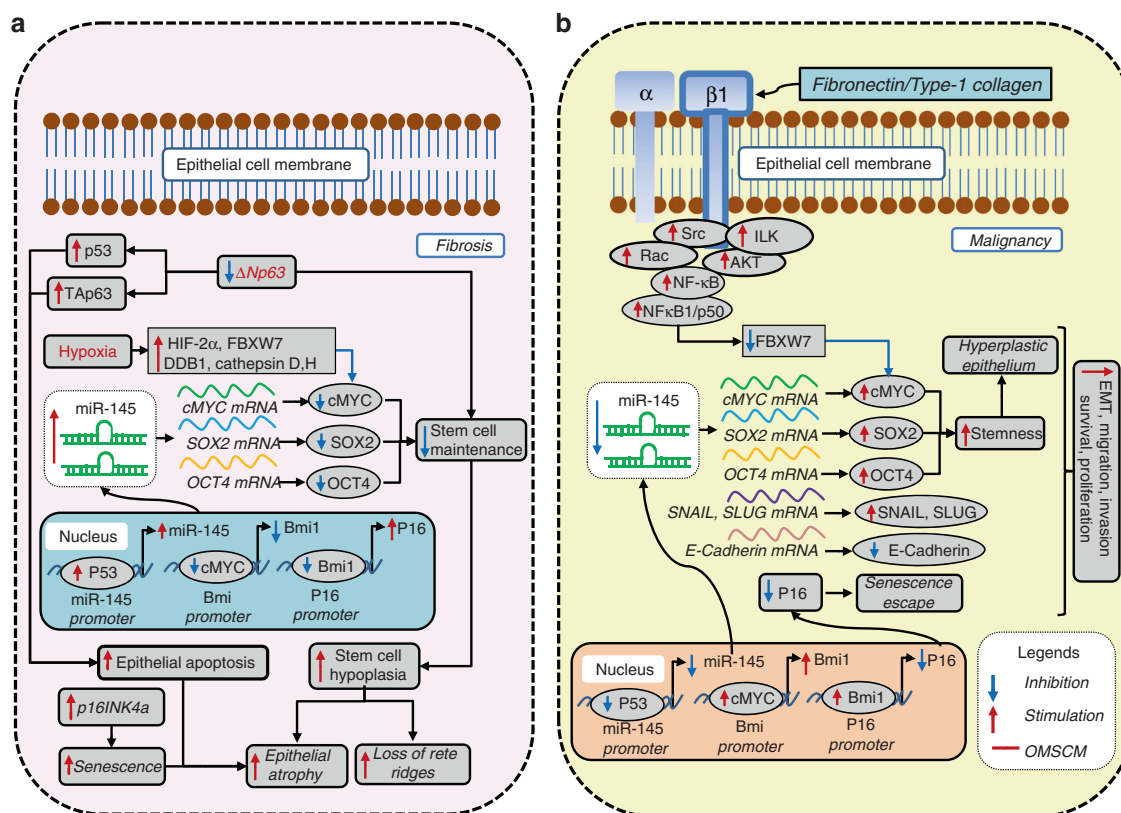 a
Epithelial cell membrane
Fibrosis
p53
TAp63
ΔNp63
Hypoxia
HIF-2α, FBXW7
DDB1, cathepsin D,H
miR-145
cMYC mRNA
SOX2 mRNA
OCT4 mRNA
cMYC
SOX2
OCT4
Stem cell
maintenance
Nucleus
miR-145
Bmi1
P16
P53
cMYC
Bmi1
miR-145
promoter
Bmi
promoter
P16
promoter
Epithelial apoptosis
Stem cell
hypoplasia
p16INK4a
Senescence
Epithelial
atrophy
Loss of rete
ridges
b
α
β1
Fibronectin/Type-1 collagen
Epithelial cell membrane
Malignancy
Src
ILK
Rac
AKT
NF-κB
NFκB1/p50
FBXW7
miR-145
cMYC mRNA
SOX2 mRNA
OCT4 mRNA
SNAIL, SLUG mRNA
E-Cadherin mRNA
cMYC
SOX2
OCT4
SNAIL, SLUG
E-Cadherin
Hyperplastic
epithelium
Stemness
EMT, migration, invasion
survival, proliferation
P16
Senescence
escape
Nucleus
miR-145
Bmi1
P16
P53
cMYC
Bmi1
miR-145
promoter
Bmi
promoter
P16
promoter
Legends
Inhibition
Stimulation
OMSCM